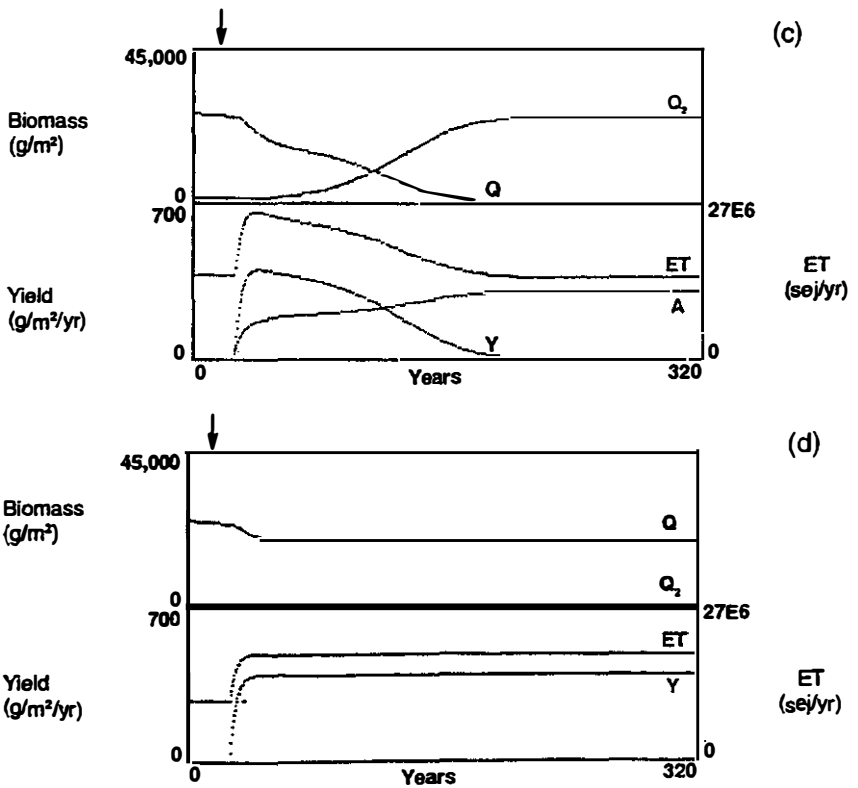 (c)
45,000
Biomass
(g/m²)
Q₂
Q
0
700
27E6
Yield
(g/m²/yr)
ET
A
Y
ET
(sej/yr)
0
0
0
Years
320
(d)
45,000
Biomass
(g/m²)
Q
Q₂
0
700
27E6
Yield
(g/m²/yr)
ET
Y
ET
(sej/yr)
0
0
0
Years
320